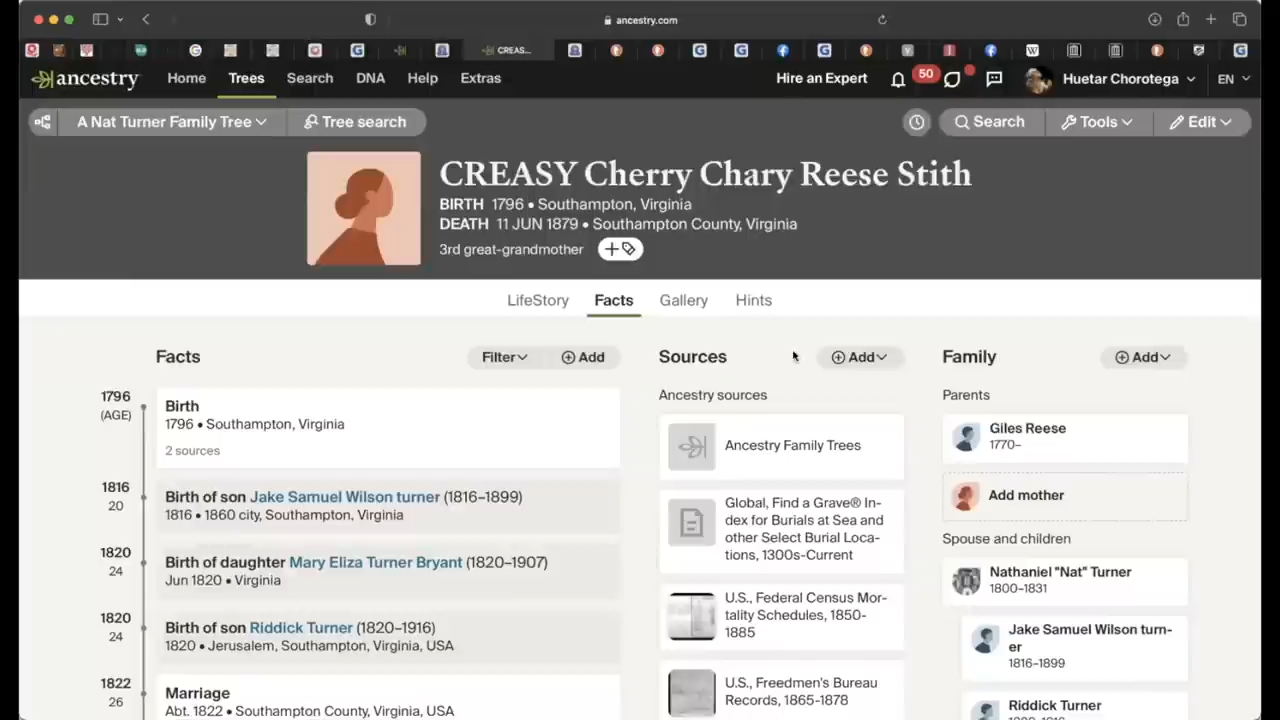 ancestry.com
CREAS...
ancestry
Home
Trees
Search
DNA
Help
Extras
Hire an Expert
50
Huetar Chorotega
EN
A Nat Turner Family Tree
Tree search
Search
Tools
Edit
CREASY Cherry Chary Reese Stith
BIRTH 1796 • Southampton, Virginia
DEATH 11 JUN 1879 • Southampton County, Virginia
3rd great-grandmother
LifeStory
Facts
Gallery
Hints
Facts
Filter
Add
1796
(AGE)
Birth
1796 • Southampton, Virginia
2 sources
1816
20
Birth of son Jake Samuel Wilson turner (1816–1899)
1816 • 1860 city, Southampton, Virginia
1820
24
Birth of daughter Mary Eliza Turner Bryant (1820–1907)
Jun 1820 • Virginia
1820
24
Birth of son Riddick Turner (1820–1916)
1820 • Jerusalem, Southampton, Virginia, USA
1822
26
Marriage
Abt. 1822 • Southampton County, Virginia, USA
Sources
Add
Ancestry sources
Ancestry Family Trees
Global, Find a Grave® In-
dex for Burials at Sea and
other Select Burial Loca-
tions, 1300s-Current
U.S., Federal Census Mor-
tality Schedules, 1850-
1885
U.S., Freedmen's Bureau
Records, 1865-1878
Family
Add
Parents
Giles Reese
1770–
Add mother
Spouse and children
Nathaniel "Nat" Turner
1800–1831
Jake Samuel Wilson turn-
er
1816–1899
Riddick Turner